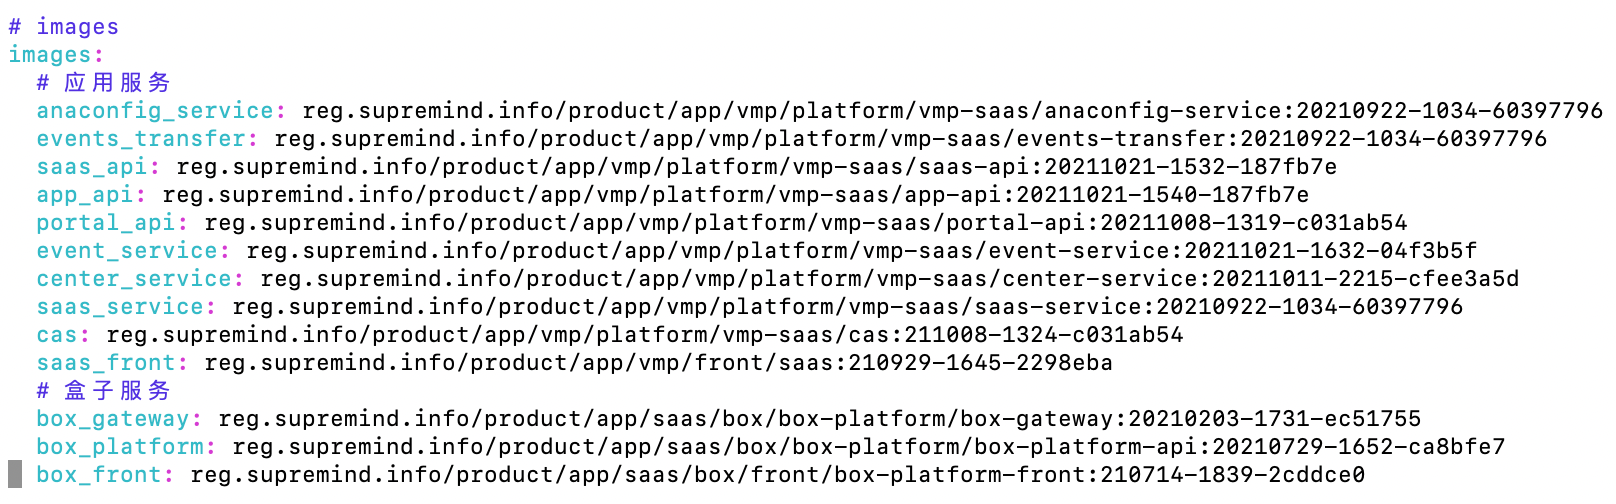 # images
images:
# 应用服务
anaconfig_service: reg.supremind.info/product/app/vmp/platform/vmp-saas/anaconfig-service:20210922-1034-60397796
events_transfer: reg.supremind.info/product/app/vmp/platform/vmp-saas/events-transfer:20210922-1034-60397796
saas_api: reg.supremind.info/product/app/vmp/platform/vmp-saas/saas-api:20211021-1532-187fb7e
app_api: reg.supremind.info/product/app/vmp/platform/vmp-saas/app-api:20211021-1540-187fb7e
portal_api: reg.supremind.info/product/app/vmp/platform/vmp-saas/portal-api:20211008-1319-c031ab54
event_service: reg.supremind.info/product/app/vmp/platform/vmp-saas/event-service:20211021-1632-04f3b5f
center_service: reg.supremind.info/product/app/vmp/platform/vmp-saas/center-service:20211011-2215-cfee3a5d
saas_service: reg.supremind.info/product/app/vmp/platform/vmp-saas/saas-service:20210922-1034-60397796
cas: reg.supremind.info/product/app/vmp/platform/vmp-saas/cas:211008-1324-c031ab54
saas_front: reg.supremind.info/product/app/vmp/front/saas:210929-1645-2298eba
# 盒子服务
box_gateway: reg.supremind.info/product/app/saas/box/box-platform/box-gateway:20210203-1731-ec51755
box_platform: reg.supremind.info/product/app/saas/box/box-platform/box-platform-api:20210729-1652-ca8bfe7
box_front: reg.supremind.info/product/app/saas/box/front/box-platform-front:210714-1839-2cddce0